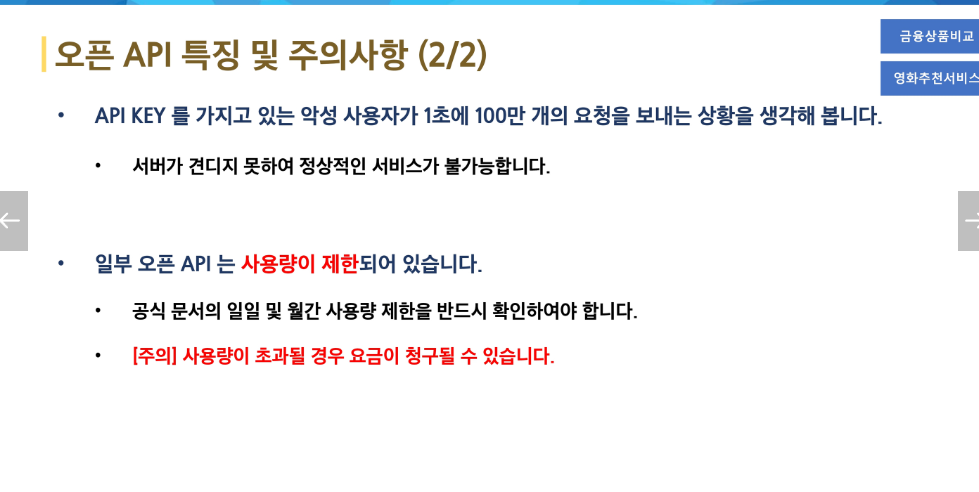 오픈 API 특징 및 주의사항 (2/2)
금융상품비교
영화추천서비스
• API KEY 를 가지고 있는 악성 사용자가 1초에 100만 개의 요청을 보내는 상황을 생각해 봅니다.
• 서버가 견디지 못하여 정상적인 서비스가 불가능합니다.
• 일부 오픈 API 는 사용량이 제한되어 있습니다.
• 공식 문서의 일일 및 월간 사용량 제한을 반드시 확인하여야 합니다.
• [주의] 사용량이 초과될 경우 요금이 청구될 수 있습니다.